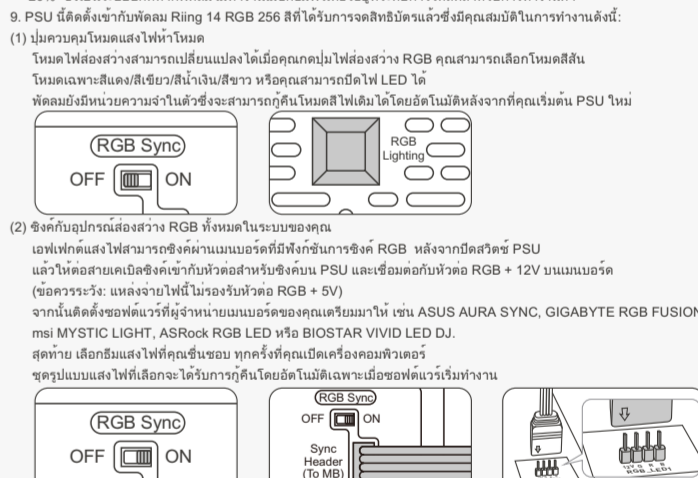 9. PSU นี้ติดตั้งเข้ากับพัดลม Riing 14 RGB 256 สีที่ได้รับการจดสิทธิบัตรแล้วซึ่งมีคุณสมบัติในการทำงานดังนี้:
(1) ปุ่มควบคุมโหมดแสงไฟห้าโหมด
โหมดไฟส่องสว่างสามารถเปลี่ยนแปลงได้เมื่อคุณกดปุ่มไฟส่องสว่าง RGB คุณสามารถเลือกโหมดสีสัน
โหมดเฉพาะสีแดง/สีเขียว/สีน้ำเงิน/สีขาว หรือคุณสามารถปิดไฟ LED ได้
พัดลมยังมีหน่วยความจำในตัวซึ่งจะสามารถกู้คืนโหมดสีไฟเดิมได้โดยอัตโนมัติหลังจากที่คุณเริ่มต้น PSU ใหม่
RGB Sync
OFF ON
RGB
Lighting
(2) ซิงค์กับอุปกรณ์ส่องสว่าง RGB ทั้งหมดในระบบของคุณ
เอฟเฟกต์แสงไฟสามารถซิงค์ผ่านเมนบอร์ดที่มีฟังก์ชันการซิงค์ RGB หลังจากปิดสวิตช์ PSU
แล้วให้ต่อสายเคเบิลซิงค์เข้ากับหัวต่อสำหรับซิงค์บน PSU และเชื่อมต่อกับหัวต่อ RGB + 12V บนเมนบอร์ด
(ข้อควรระวัง: แหล่งจ่ายไฟนี้ไม่รองรับหัวต่อ RGB + 5V)
จากนั้นติดตั้งซอฟต์แวร์ที่ผู้จำหน่ายเมนบอร์ดของคุณเตรียมมาให้ เช่น ASUS AURA SYNC, GIGABYTE RGB FUSION
msi MYSTIC LIGHT, ASRock RGB LED หรือ BIOSTAR VIVID LED DJ.
สุดท้าย เลือกธีมแสงไฟที่คุณชื่นชอบ ทุกครั้งที่คุณเปิดเครื่องคอมพิวเตอร์
ชุดรูปแบบแสงไฟที่เลือกจะได้รับการกู้คืนโดยอัตโนมัติเฉพาะเมื่อซอฟต์แวร์เริ่มทำงาน
RGB Sync
OFF ON
RGB Sync
OFF ON
Sync
Header
(To MB)
12V G R B
RGB_LED1